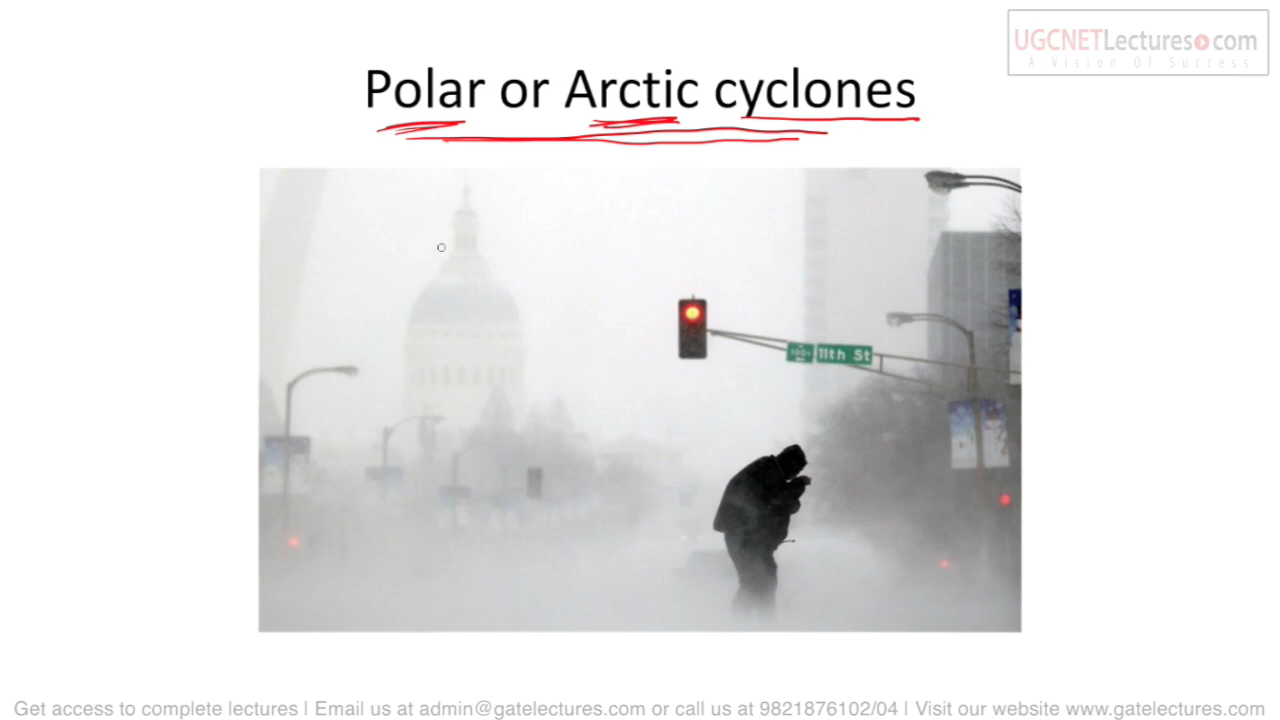 UGCNETLectures.com
A Vision Of Success
Polar or Arctic cyclones
11th St
Get access to complete lectures | Email us at admin@gatelectures.com or call us at 9821876102/04 | Visit our website www.gatelectures.com